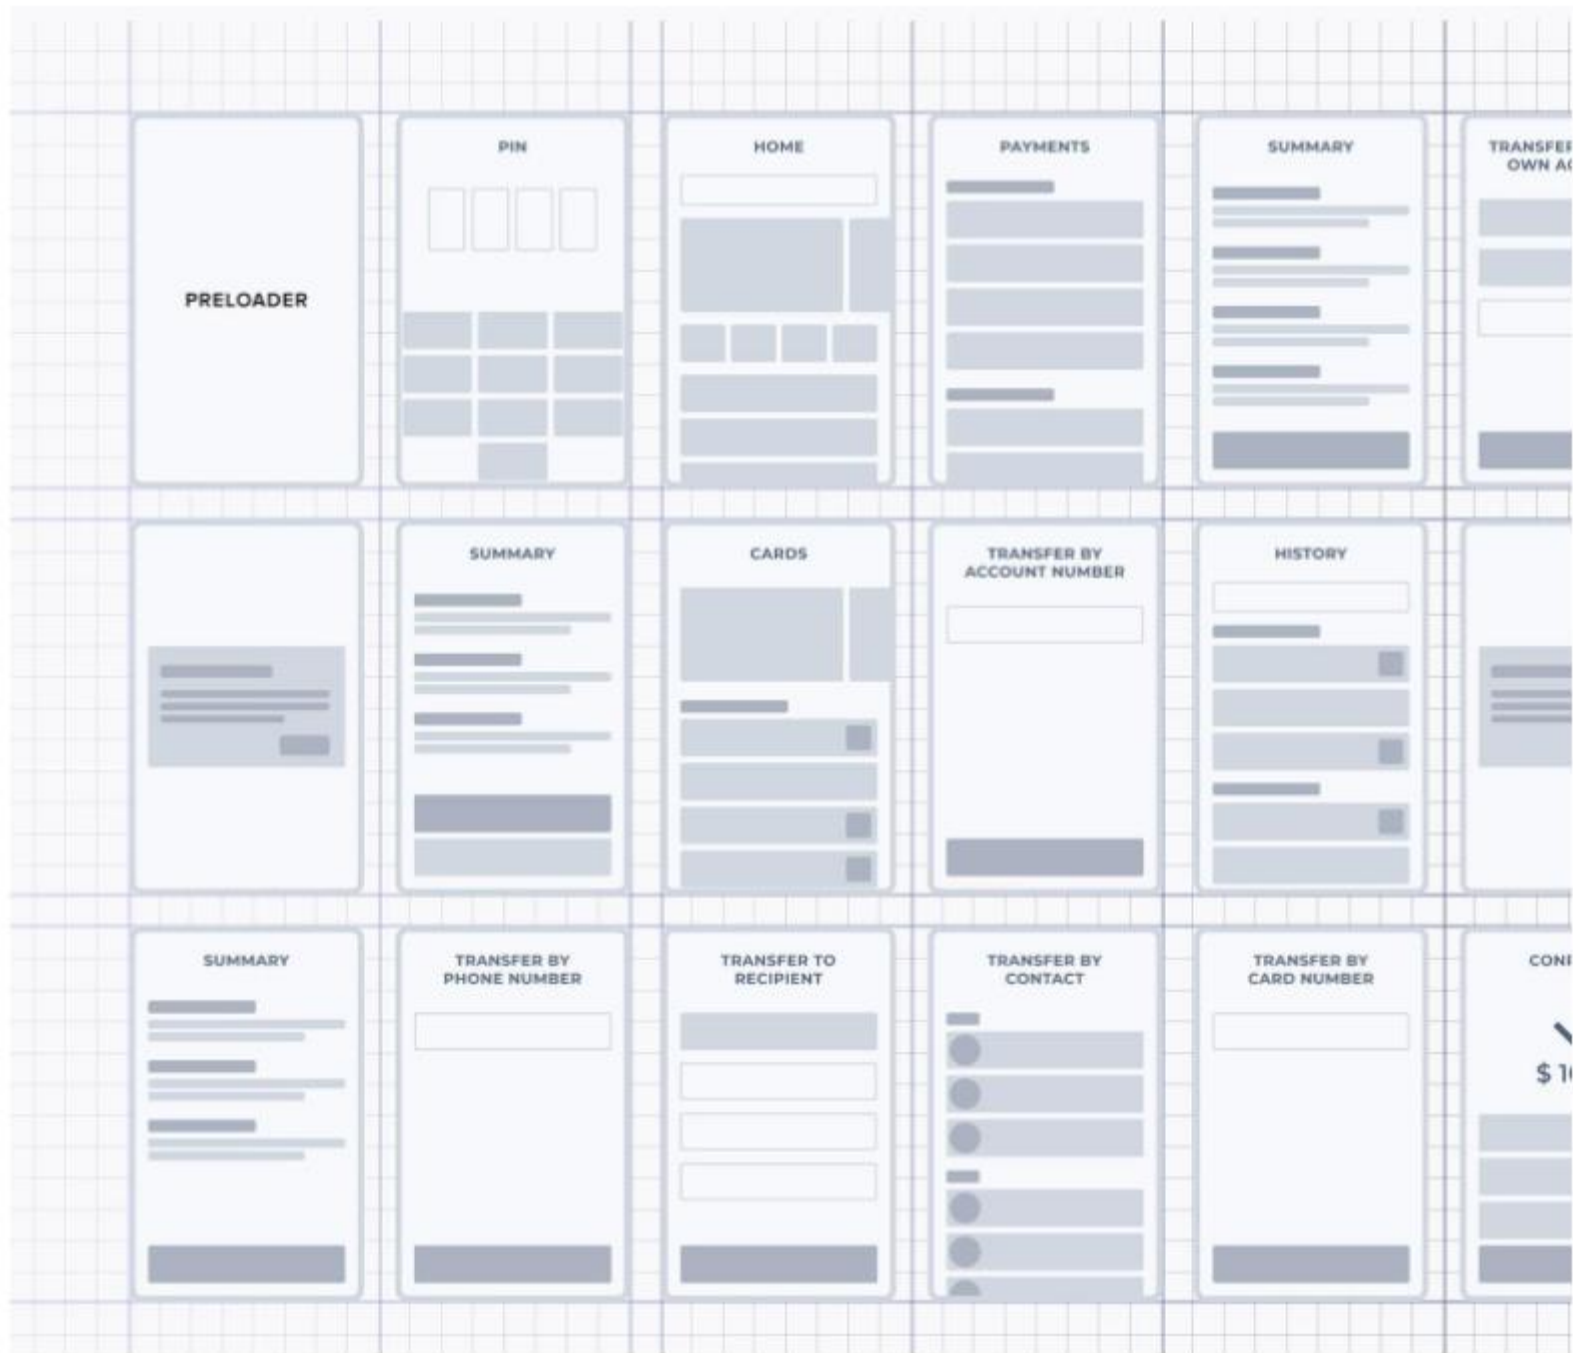 PRELOADER
PIN
HOME
PAYMENTS
SUMMARY
OWN
SUMMARY
CARDS
TRANSFER BY
ACCOUNT NUMBER
HISTORY
SUMMARY
TRANSFER BY
PHONE NUMBER
TRANSFER TO
RECIPIENT
TRANSFER BY
CONTACT
TRANSFER BY
CARD NUMBER
$